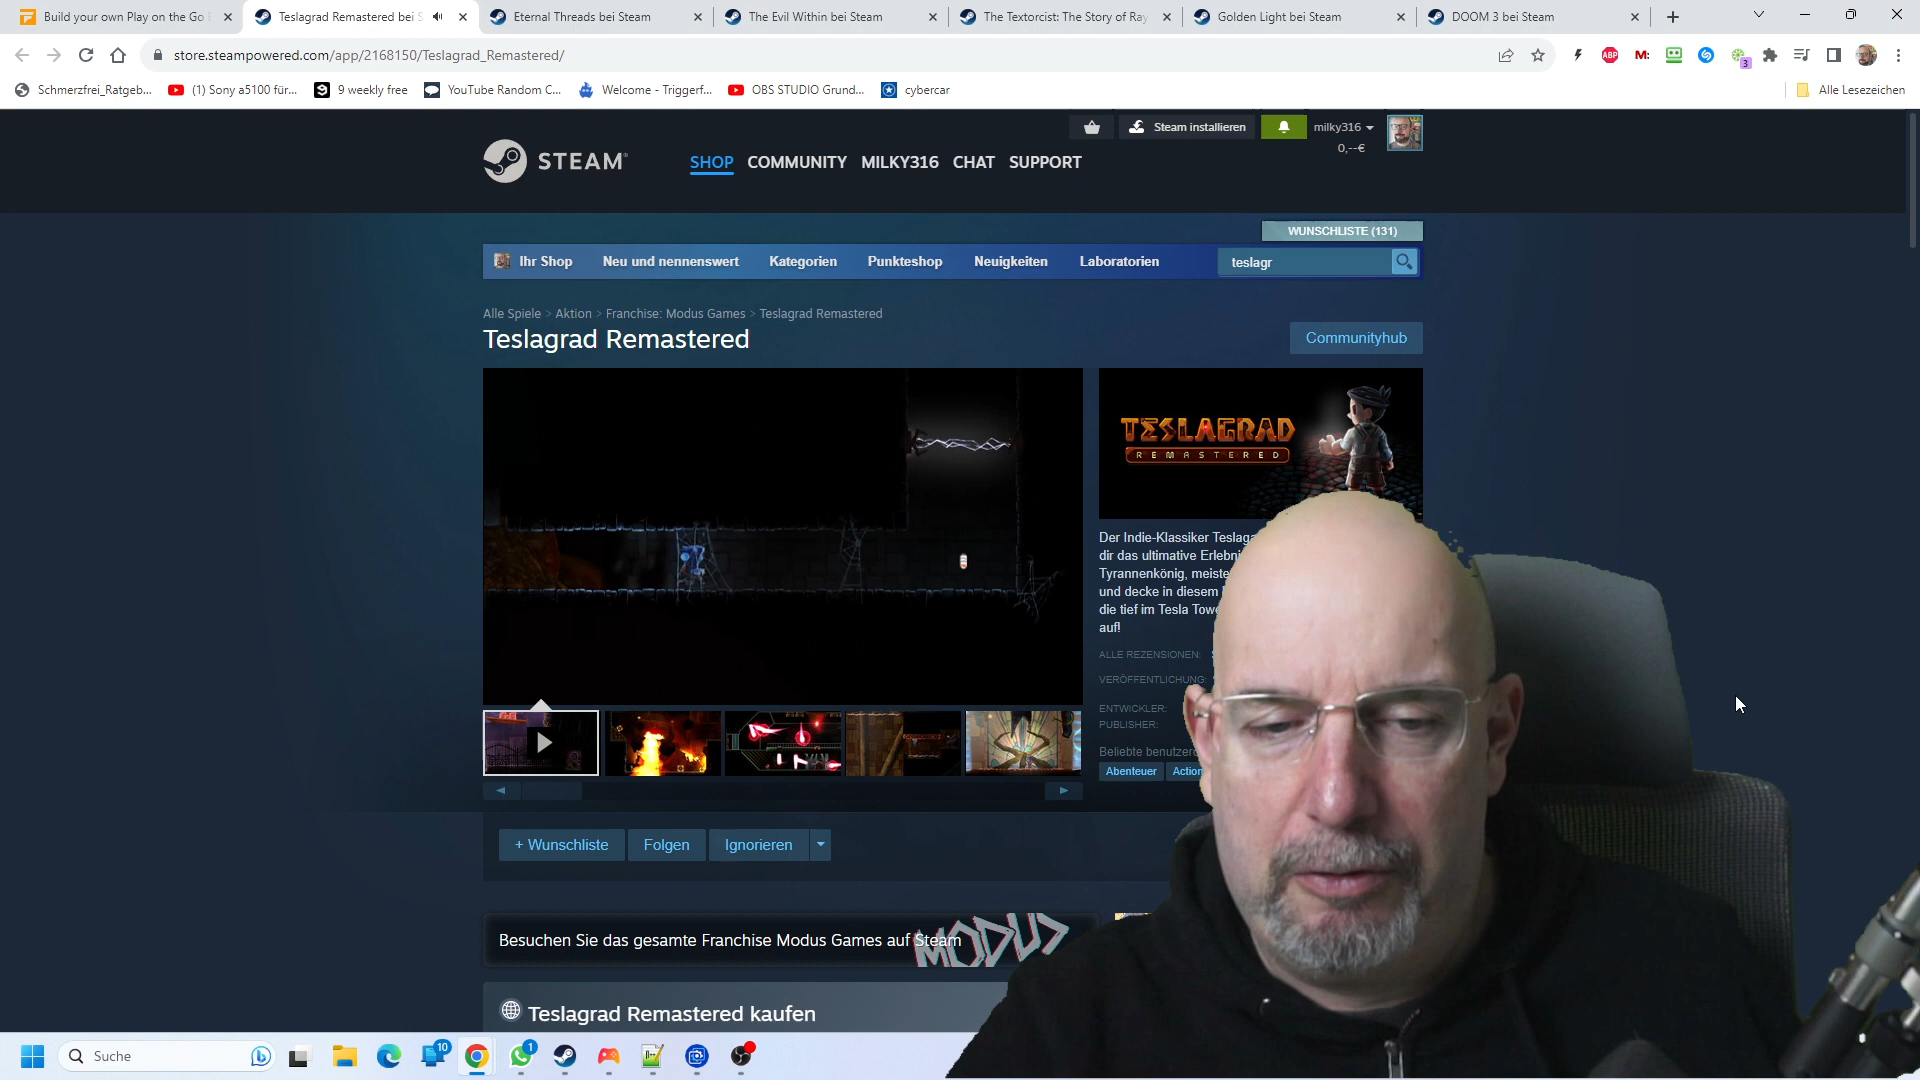 Build your own Play on the Go
Teslagrad Remastered bei S
Eternal Threads bei Steam
The Evil Within bei Steam
The Textorcist: The Story of Ray
Golden Light bei Steam
DOOM 3 bei Steam
store.steampowered.com/app/2168150/Teslagrad_Remastered/
ABP
M:
3
Schmerzfrei_Ratgeb...
(1) Sony a5100 für...
9 weekly free
YouTube Random C...
Welcome - Triggerf...
OBS STUDIO Grund...
cybercar
Alle Lesezeichen
Steam installieren
milky316
0,--€
STEAM
SHOP
COMMUNITY
MILKY316
CHAT
SUPPORT
WUNSCHLISTE (131)
Ihr Shop
Neu und nennenswert
Kategorien
Punkteshop
Neuigkeiten
Laboratorien
teslagr
Alle Spiele > Aktion > Franchise: Modus Games > Teslagrad Remastered
Teslagrad Remastered
Communityhub
TESLAGRAD
REMASTERED
Der Indie-Klassiker Teslag
dir das ultimative Erlebni
Tyrannenkönig, meiste
und decke in diesem
die tief im Tesla Towe
auf!
ALLE REZENSIONEN:
VERÖFFENTLICHUNG:
ENTWICKLER:
PUBLISHER:
Beliebte benutzer
Abenteuer
Action
+ Wunschliste
Folgen
Ignorieren
Besuchen Sie das gesamte Franchise Modus Games auf Steam
MODUS
Teslagrad Remastered kaufen
Suche
10
1